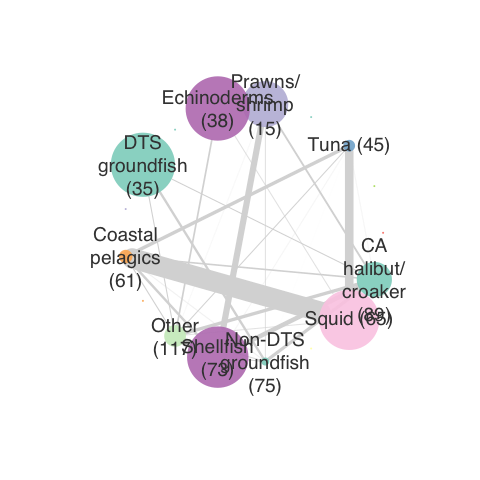 Prawns/
shrimp
(15)
Echinoderms
(38)
Tuna (45)
DTS
groundfish
(35)
Coastal
pelagics
(61)
CA
halibut/
croaker
Squid (65)
Other
(117)
Shellfish
(73)
Non-DTS
groundfish
(75)